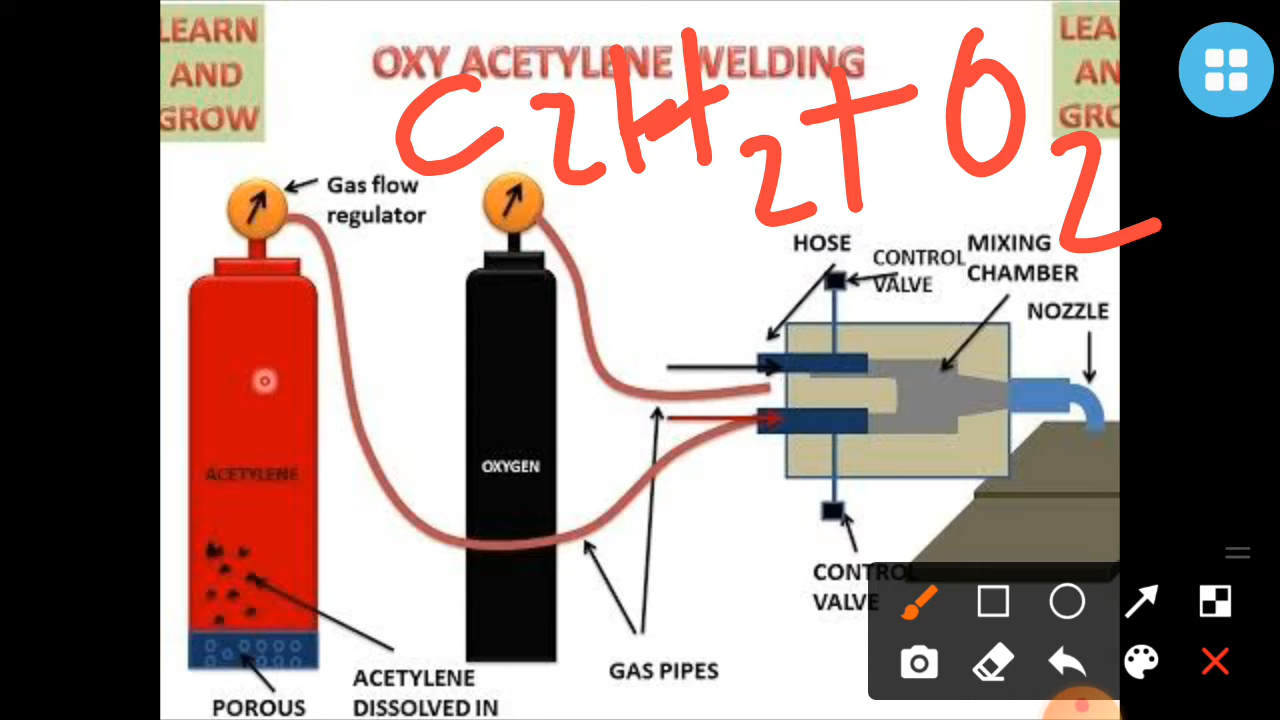 LEARN
AND
GROW
OXY ACETYLENE WELDING
LEA
AN
GRO
C2H2+O2
Gas flow
regulator
HOSE
CONTROL
VALVE
MIXING
CHAMBER
NOZZLE
ACETYLENE
OXYGEN
CONTROL
VALVE
GAS PIPES
ACETYLENE
DISSOLVED IN
POROUS